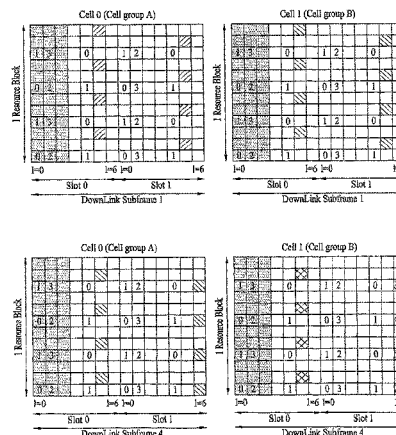 Cell 0 (Cell group A)
1 Resource Block
1 3 0 1 2 0
0 2 1 0 3 1
1 3 0 1 2 0
0 2 1 0 3 1
l=0 l=6 l=0 l=6
Slot 0 Slot 1
DownLink Subframe 1
Cell 1 (Cell group B)
1 Resource Block
1 3 0 1 2 0
0 2 1 0 3 1
1 3 0 1 2 0
0 2 1 0 3 1
l=0 l=6 l=0
Slot 0 Slot 1
DownLink Subframe 1
Cell 0 (Cell group A)
1 Resource Block
1 3 0 1 2 0
0 2 1 0 3 1
1 3 0 1 2 0
0 2 1 0 3 1
l=0 l=6 l=0 l=6
Slot 0 Slot 1
DownLink Subframe 4
Cell 1 (Cell group B)
1 Resource Block
1 3 0 1 2 0
0 2 1 0 3 1
1 3 0 1 2 0
0 2 1 0 3 1
l=0 l=6 l=0
Slot 0 Slot 1
DownLink Subframe 4